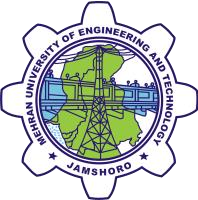 MEHRAN UNIVERSITY OF ENGINEERING AND TECHNOLOGY
JAMSHORO